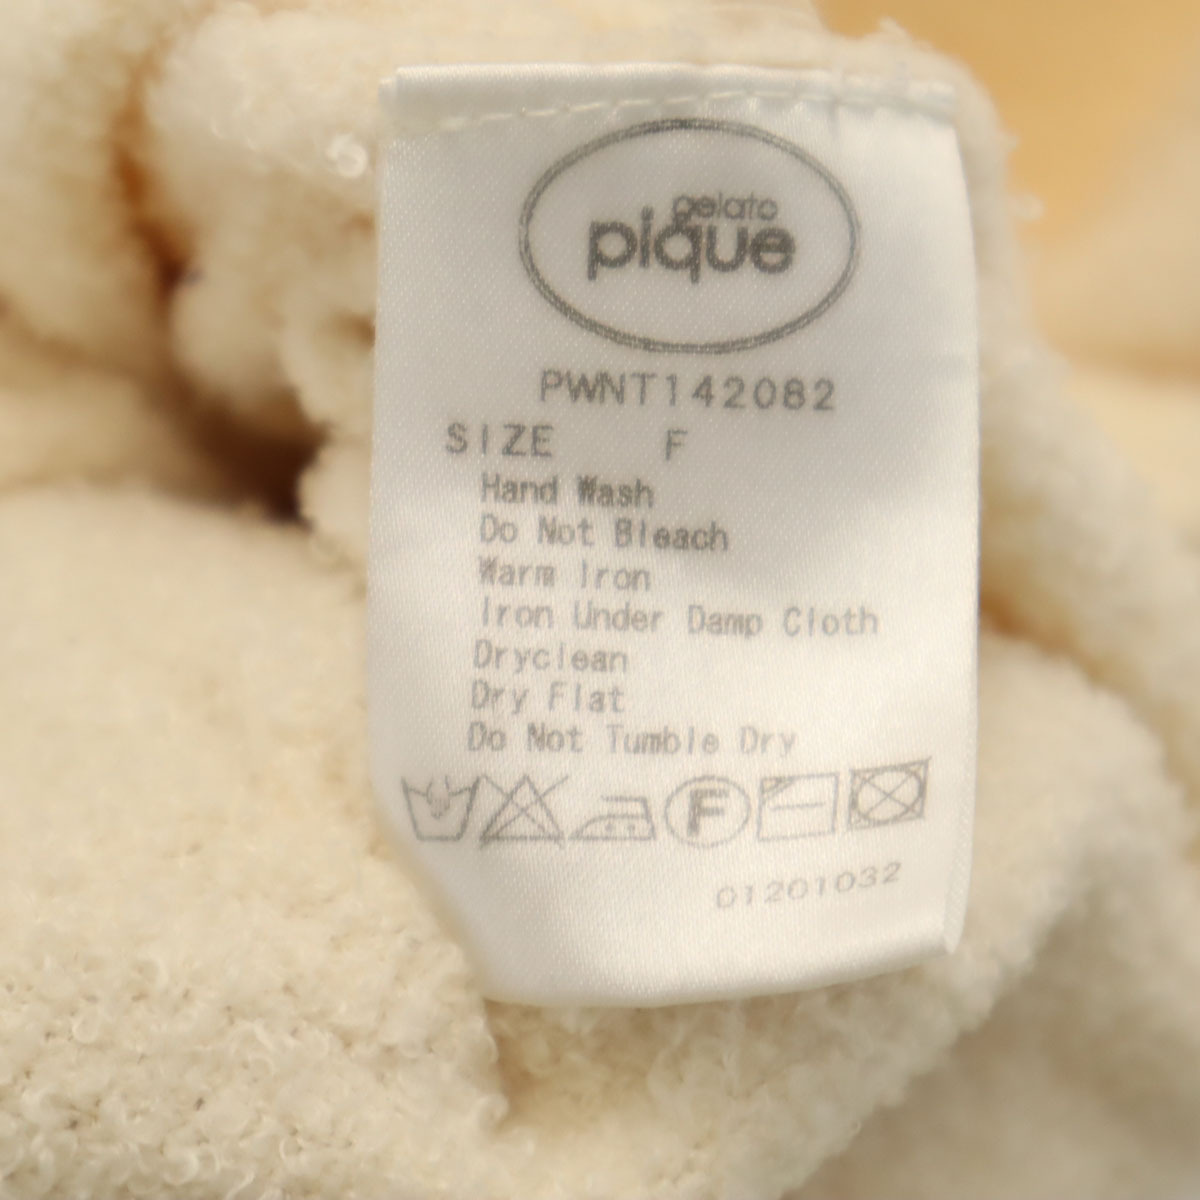 gelato
pique
PWNT142082
SIZE F
Hand Wash
Do Not Bleach
Warm Iron
Iron Under Damp Cloth
Dryclean
Dry Flat
Do Not Tumble Dry
F
01201032